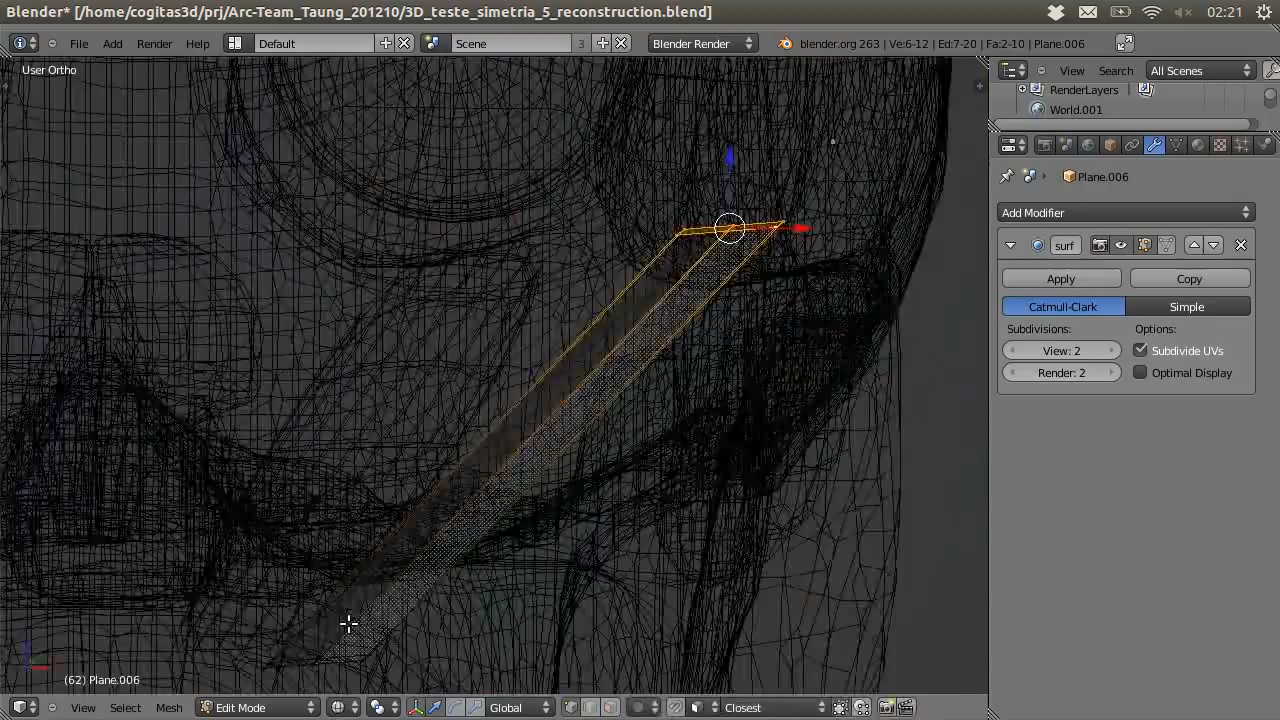 Blender* [/home/cogitas3d/prj/Arc-Team_Taung_201210/3D_teste_simetria_5_reconstruction.blend] 02:21
File Add Render Help Default Scene 3 Blender Render blender.org 263 | Ve:6-12 | Ed:7-20 | Fa:2-10 | Plane.006
User Ortho
View Search All Scenes
RenderLayers
World.001
Plane.006
Add Modifier
surf
Apply Copy
Catmull-Clark Simple
Subdivisions: Options:
View: 2 Subdivide UVs
Render: 2 Optimal Display
(62) Plane.006
View Select Mesh Edit Mode Global Closest